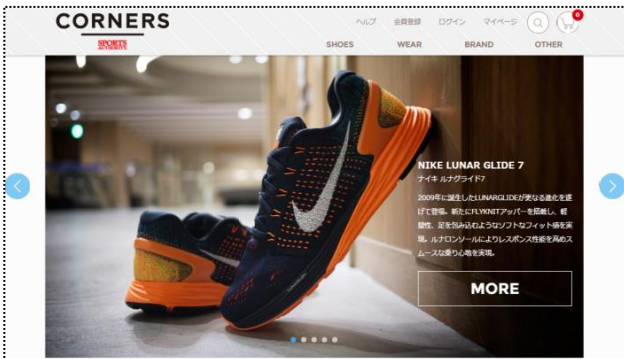 CORNERS
SPORTS
AUTHORITY
ヘルプ 会員登録 ログイン マイページ 0
SHOES WEAR BRAND OTHER
NIKE LUNAR GLIDE 7
ナイキ ルナグライド7
2009年に誕生したLUNARGLIDEが更なる進化を遂
げて登場。新たにFLYKNITアッパーを搭載し、軽
量性、足を包み込むようなソフトなフィット感を実
現。ルナロンソールによりレスポンス性能を高めス
ムースな乗り心地を実現。
MORE